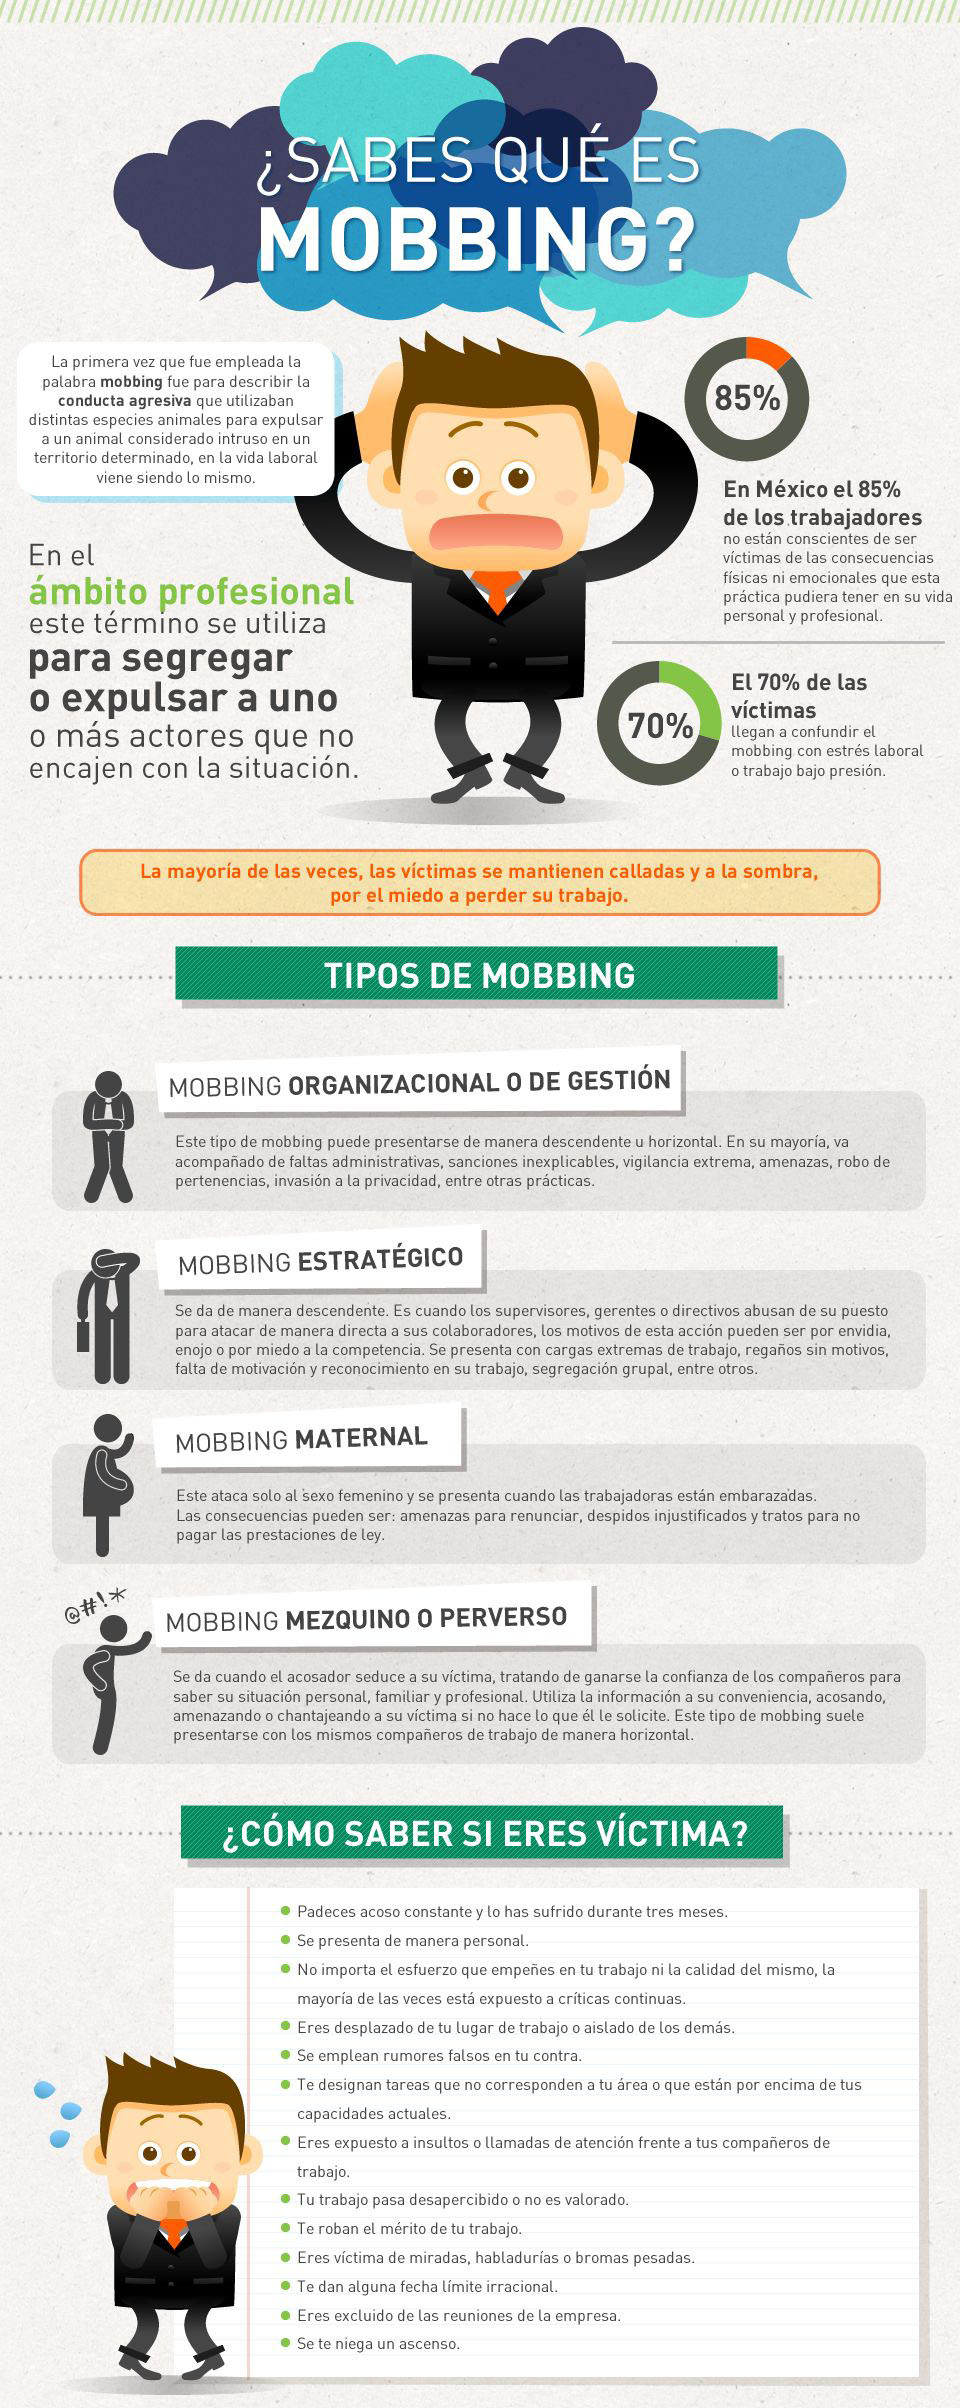 ¿SABES QUÉ ES
MOBBING?
La primera vez que fue empleada la
palabra mobbing fue para describir la
conducta agresiva que utilizaban
distintas especies animales para expulsar
a un animal considerado intruso en un
territorio determinado, en la vida laboral
viene siendo lo mismo.
En el
ámbito profesional
este término se utiliza
para segregar
o expulsar a uno
o más actores que no
encajen con la situación.
85%
En México el 85%
de los trabajadores
no están conscientes de ser
víctimas de las consecuencias
físicas ni emocionales que esta
práctica pudiera tener en su vida
personal y profesional.
70%
El 70% de las
víctimas
llegan a confundir el
mobbing con estrés laboral
o trabajo bajo presión.
La mayoría de las veces, las víctimas se mantienen calladas y a la sombra,
por el miedo a perder su trabajo.
TIPOS DE MOBBING
MOBBING ORGANIZACIONAL O DE GESTIÓN
Este tipo de mobbing puede presentarse de manera descendente u horizontal. En su mayoría, va
acompañado de faltas administrativas, sanciones inexplicables, vigilancia extrema, amenazas, robo de
pertenencias, invasión a la privacidad, entre otras prácticas.
MOBBING ESTRATÉGICO
Se da de manera descendente. Es cuando los supervisores, gerentes o directivos abusan de su puesto
para atacar de manera directa a sus colaboradores, los motivos de esta acción pueden ser por envidia,
enojo o por miedo a la competencia. Se presenta con cargas extremas de trabajo, regaños sin motivos,
falta de motivación y reconocimiento en su trabajo, segregación grupal, entre otros.
MOBBING MATERNAL
Este ataca solo al sexo femenino y se presenta cuando las trabajadoras están embarazadas.
Las consecuencias pueden ser: amenazas para renunciar, despidos injustificados y tratos para no
pagar las prestaciones de ley.
@#!*
MOBBING MEZQUINO O PERVERSO
Se da cuando el acosador seduce a su víctima, tratando de ganarse la confianza de los compañeros para
saber su situación personal, familiar y profesional. Utiliza la información a su conveniencia, acosando,
amenazando o chantajeando a su víctima si no hace lo que él le solicite. Este tipo de mobbing suele
presentarse con los mismos compañeros de trabajo de manera horizontal.
¿CÓMO SABER SI ERES VÍCTIMA?
Padeces acoso constante y lo has sufrido durante tres meses.
Se presenta de manera personal.
No importa el esfuerzo que empeñes en tu trabajo ni la calidad del mismo, la
mayoría de las veces está expuesto a críticas continuas.
Eres desplazado de tu lugar de trabajo o aislado de los demás.
Se emplean rumores falsos en tu contra.
Te designan tareas que no corresponden a tu área o que están por encima de tus
capacidades actuales.
Eres expuesto a insultos o llamadas de atención frente a tus compañeros de
trabajo.
Tu trabajo pasa desapercibido o no es valorado.
Te roban el mérito de tu trabajo.
Eres víctima de miradas, habladurías o bromas pesadas.
Te dan alguna fecha límite irracional.
Eres excluido de las reuniones de la empresa.
Se te niega un ascenso.